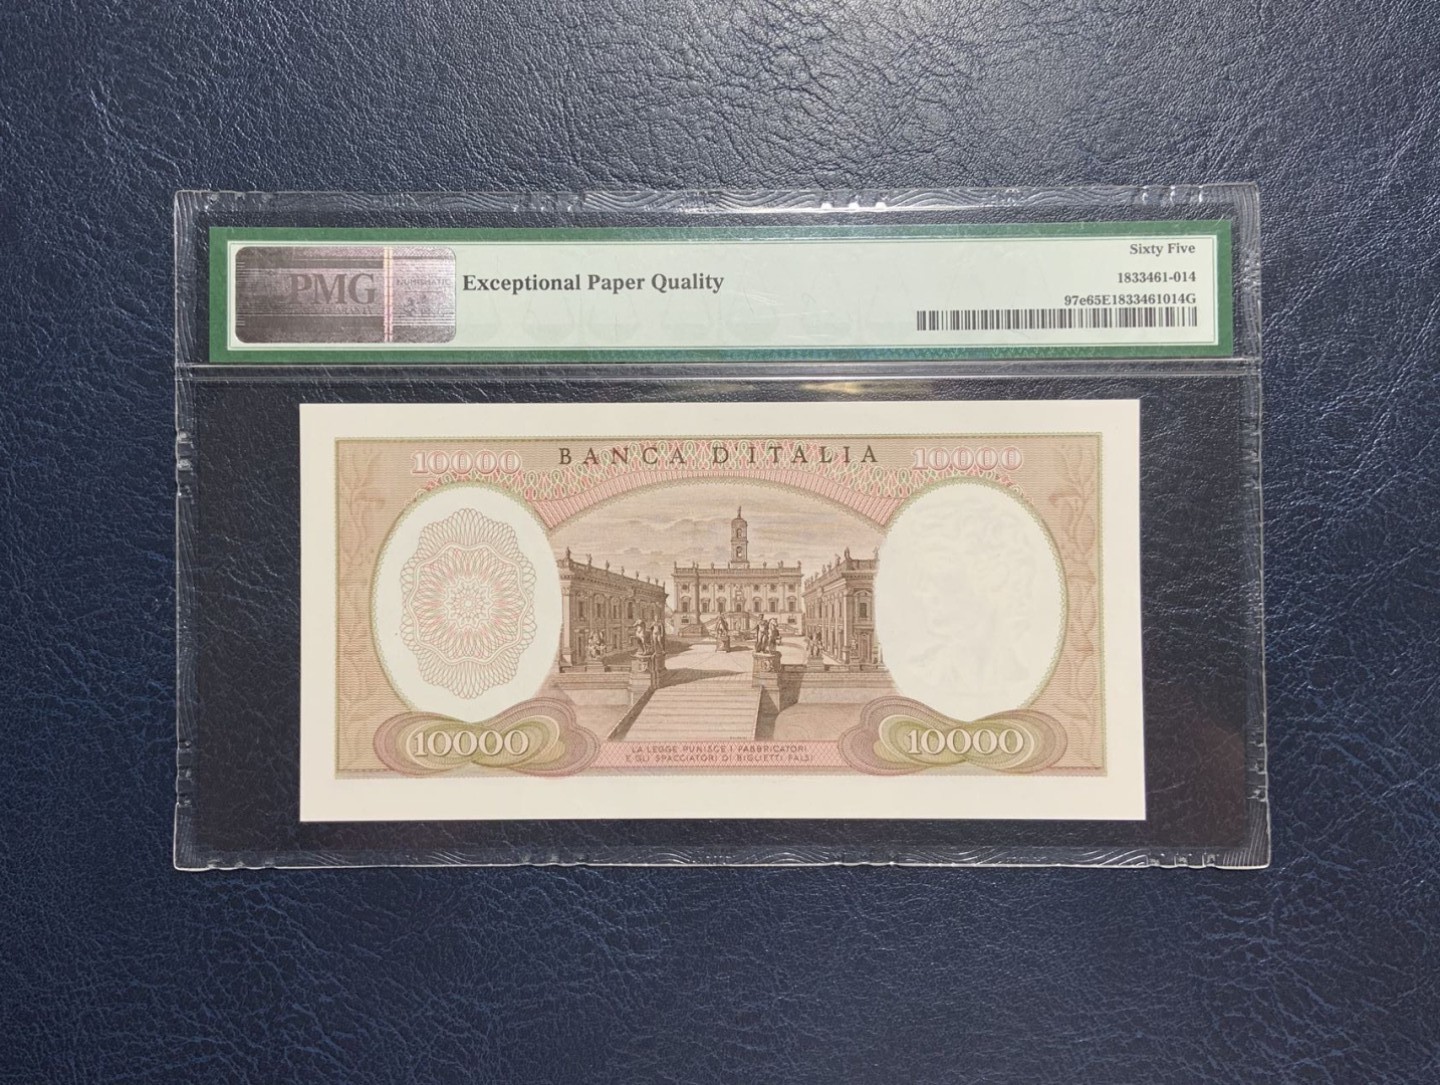 PMG
Exceptional Paper Quality
Sixty Five
1833461-014
97e65E1833461014G
10000 BANCA D'ITALIA 10000
10000
LA LEGGE PUNISCE I FABBRICATORI
E GLI SPACCIATORI DI BIGLIETTI FALSI
10000